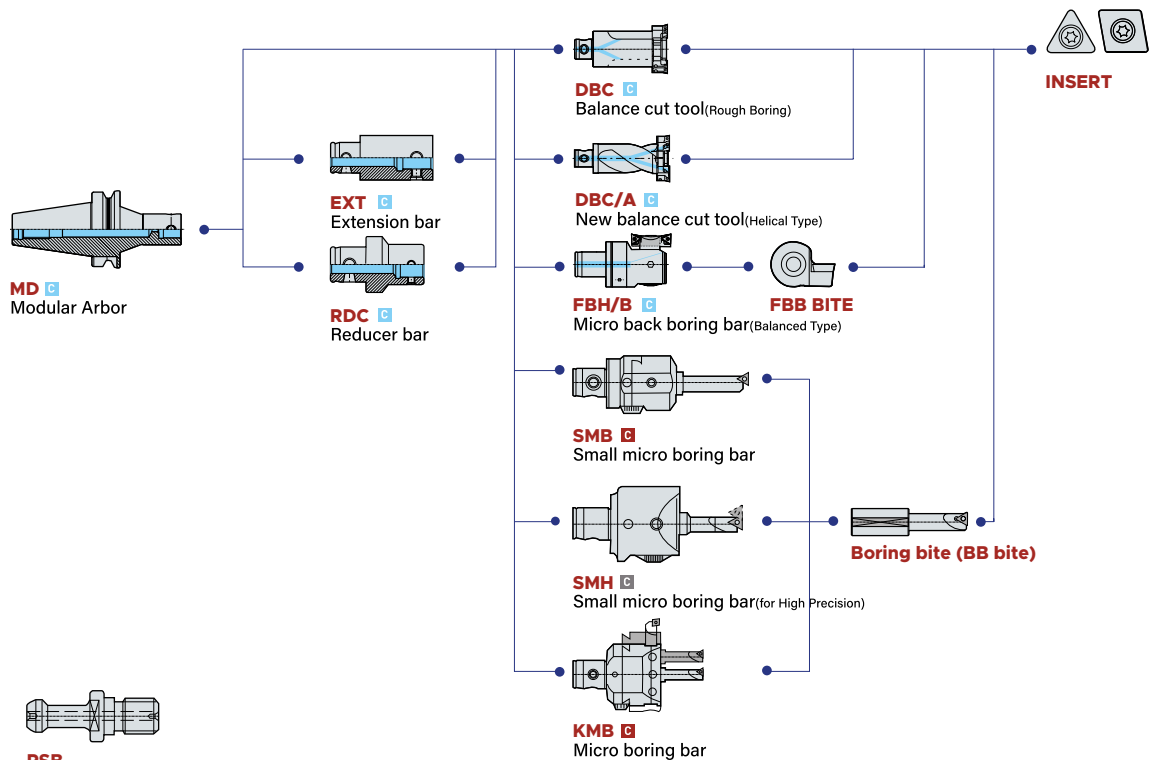 INSERT
DBC C
Balance cut tool(Rough Boring)
EXT C
Extension bar
DBC/A C
New balance cut tool(Helical Type)
MD C
Modular Arbor
RDC C
Reducer bar
FBH/B C
Micro back boring bar(Balanced Type)
FBB BITE
SMB C
Small micro boring bar
Boring bite (BB bite)
SMH C
Small micro boring bar(for High Precision)
KMB C
Micro boring bar
PSB